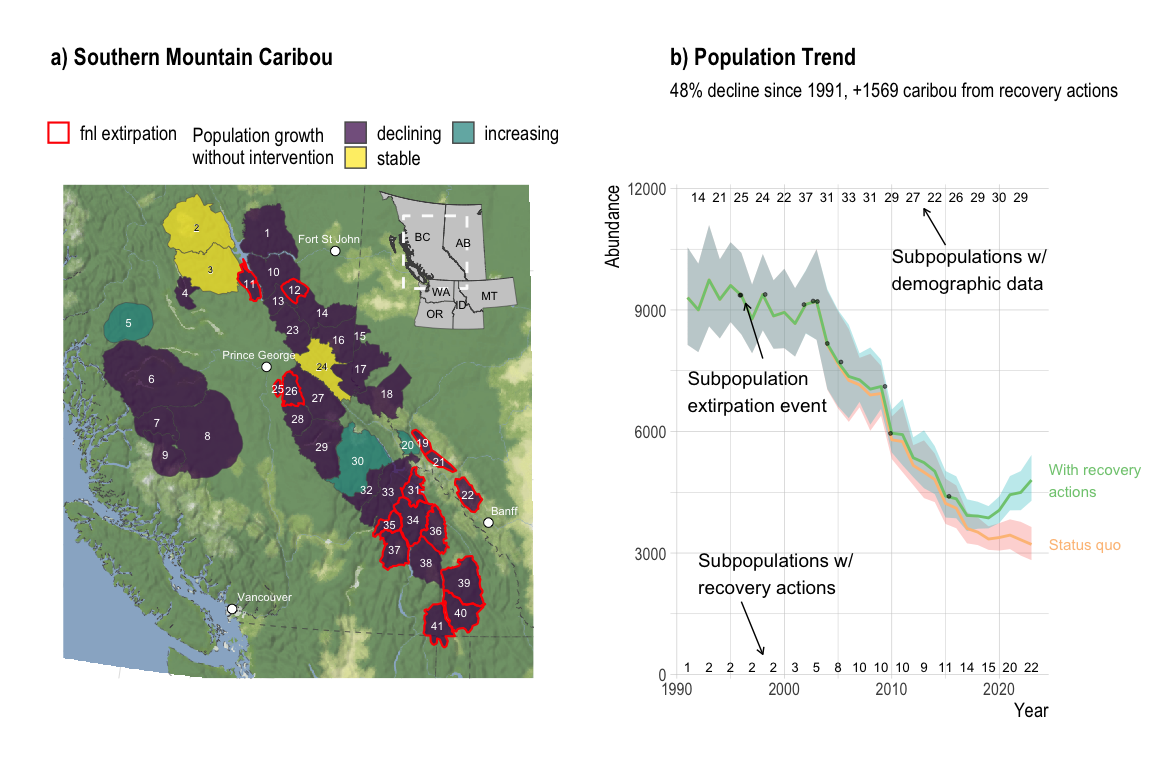 a) Southern Mountain Caribou
fnl extirpation
Population growth
without intervention
declining
increasing
stable
1
2
3
4
5
6
7
8
9
10
11
12
13
14
15
16
17
18
19
20
21
22
23
24
25
26
27
28
29
30
31
32
33
34
35
36
37
38
39
40
41
Fort St John
Prince George
Banff
Vancouver
BC
AB
WA
ID
MT
OR
b) Population Trend
48% decline since 1991, +1569 caribou from recovery actions
Abundance
12000
9000
6000
3000
0
14 21 25 24 22 37 31 33 31 29 27 22 26 29 30 29
Subpopulations w/
demographic data
Subpopulation
extirpation event
With recovery
actions
Status quo
Subpopulations w/
recovery actions
1 2 2 2 2 3 5 8 10 10 10 9 11 14 15 20 22
1990 2000 2010 2020
Year